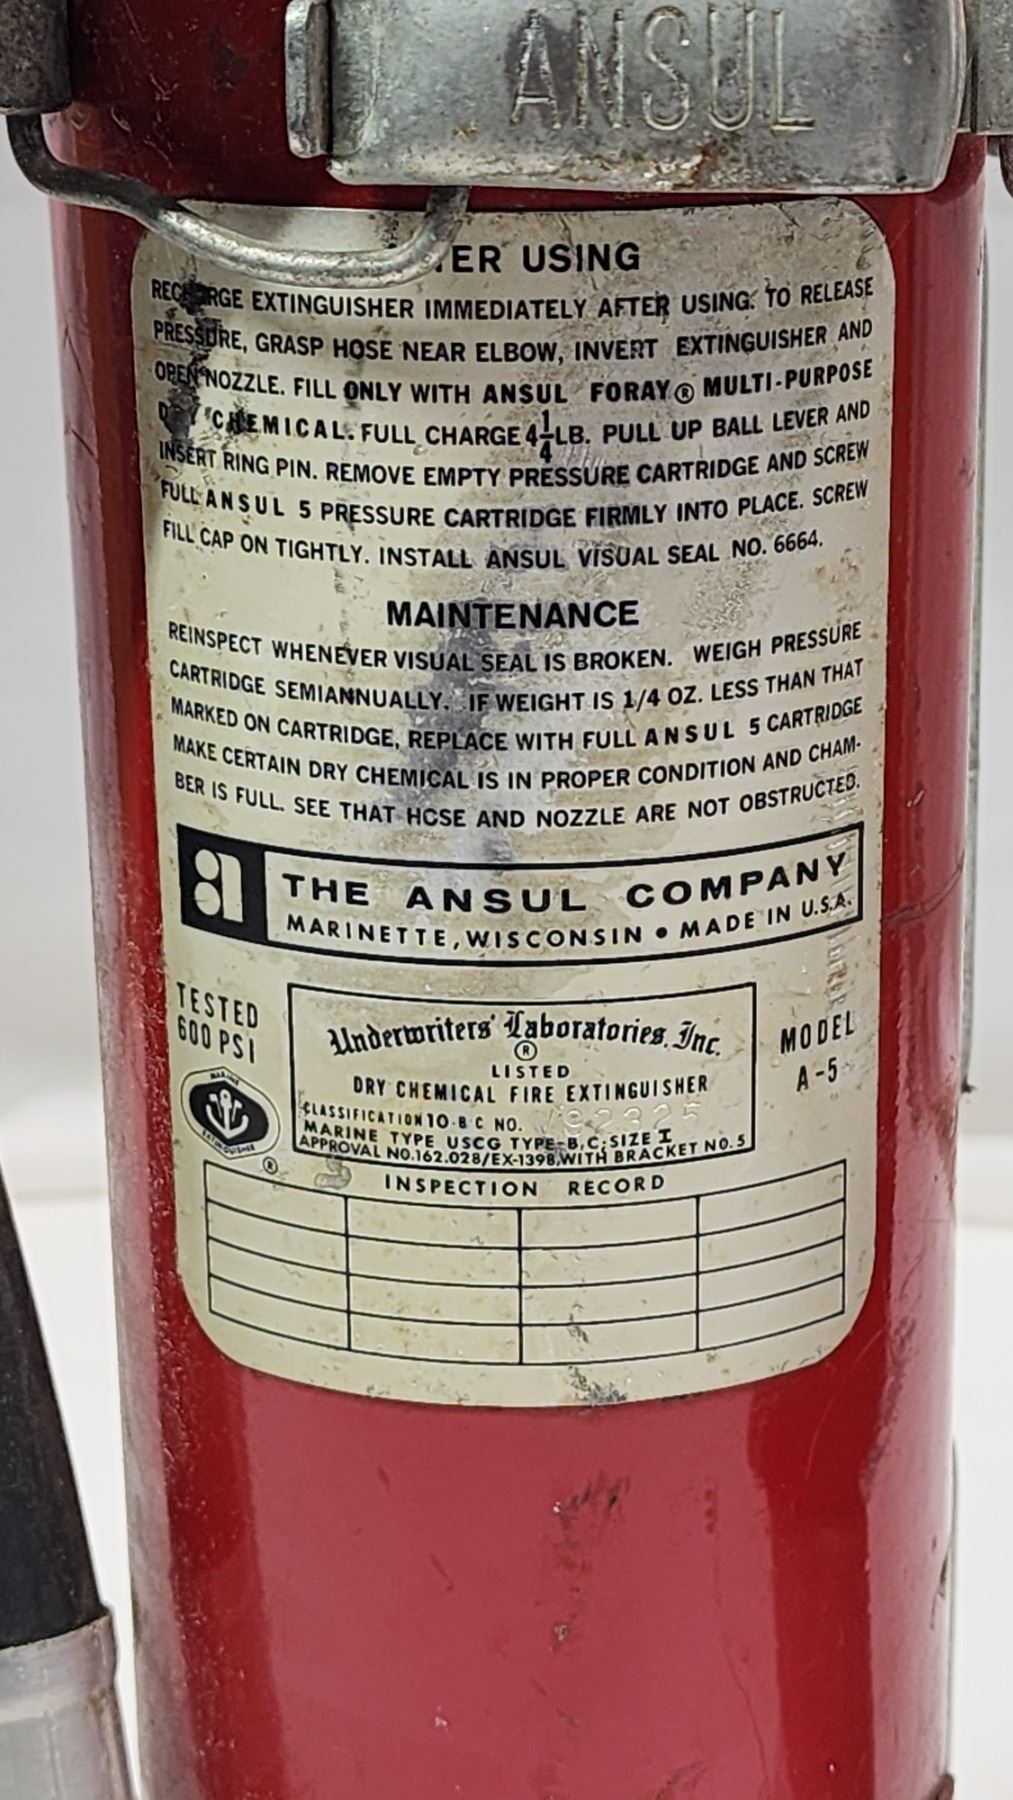 ANSUL
TER USING
RECHARGE EXTINGUISHER IMMEDIATELY AFTER USING. TO RELEASE
PRESSURE, GRASP HOSE NEAR ELBOW, INVERT EXTINGUISHER AND
OPEN NOZZLE. FILL ONLY WITH ANSUL FORAY® MULTI-PURPOSE
DRY CHEMICAL. FULL CHARGE 4 1/4 LB. PULL UP BALL LEVER AND
INSERT RING PIN. REMOVE EMPTY PRESSURE CARTRIDGE AND SCREW
FULL ANSUL 5 PRESSURE CARTRIDGE FIRMLY INTO PLACE. SCREW
FILL CAP ON TIGHTLY. INSTALL ANSUL VISUAL SEAL NO. 6664.
MAINTENANCE
REINSPECT WHENEVER VISUAL SEAL IS BROKEN. WEIGH PRESSURE
CARTRIDGE SEMIANNUALLY. IF WEIGHT IS 1/4 OZ. LESS THAN THAT
MARKED ON CARTRIDGE, REPLACE WITH FULL ANSUL 5 CARTRIDGE
MAKE CERTAIN DRY CHEMICAL IS IN PROPER CONDITION AND CHAM-
BER IS FULL. SEE THAT HOSE AND NOZZLE ARE NOT OBSTRUCTED.
THE ANSUL COMPANY
MARINETTE, WISCONSIN • MADE IN U.S.A.
TESTED
600 PSI
Underwriters' Laboratories, Inc.
®
LISTED
DRY CHEMICAL FIRE EXTINGUISHER
CLASSIFICATION 10-B C NO.
MARINE TYPE USCG TYPE-B,C; SIZE I
APPROVAL NO.162.028/EX-1398, WITH BRACKET NO. 5
MODEL
A-5
MARINE
EXTINGUISHER
®
INSPECTION RECORD